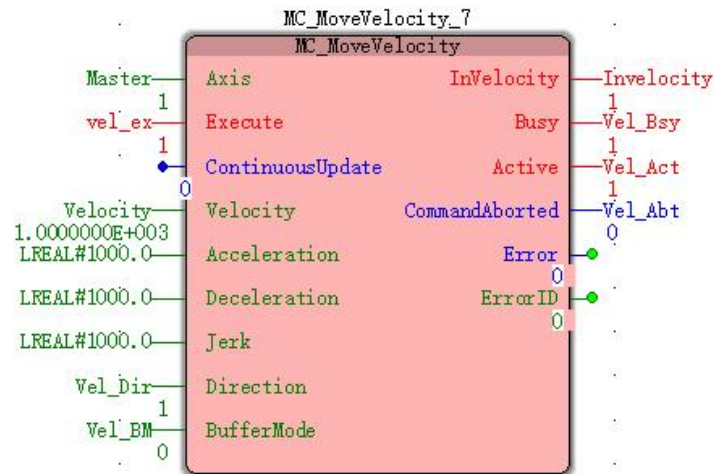 MC_MoveVelocity_7
MC_MoveVelocity
Master Axis InVelocity Invelocity
1 1
vel_ex Execute Busy Vel_Bsy
1 1
ContinuousUpdate Active Vel_Act
0 1
Velocity Velocity CommandAborted Vel_Abt
1.0000000E+003 0
LREAL#1000.0 Acceleration Error
0
LREAL#1000.0 Deceleration ErrorID
0
LREAL#1000.0 Jerk
Vel_Dir Direction
1
Vel_BM BufferMode
0